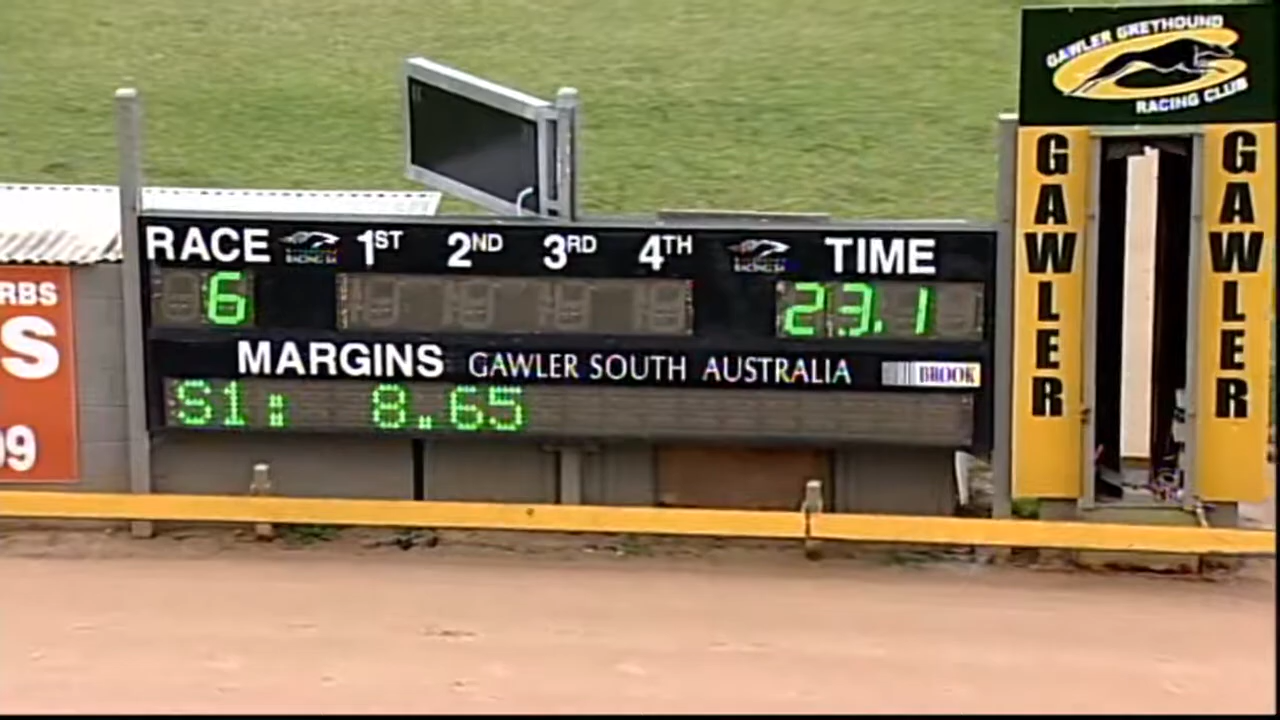 GAWLER GREYHOUND
RACING CLUB
RACE 1ST 2ND 3RD 4TH TIME
6 23.1
MARGINS GAWLER SOUTH AUSTRALIA BROOK
S1: 8.65
GAWLER
GAWLER
RBS
S
99